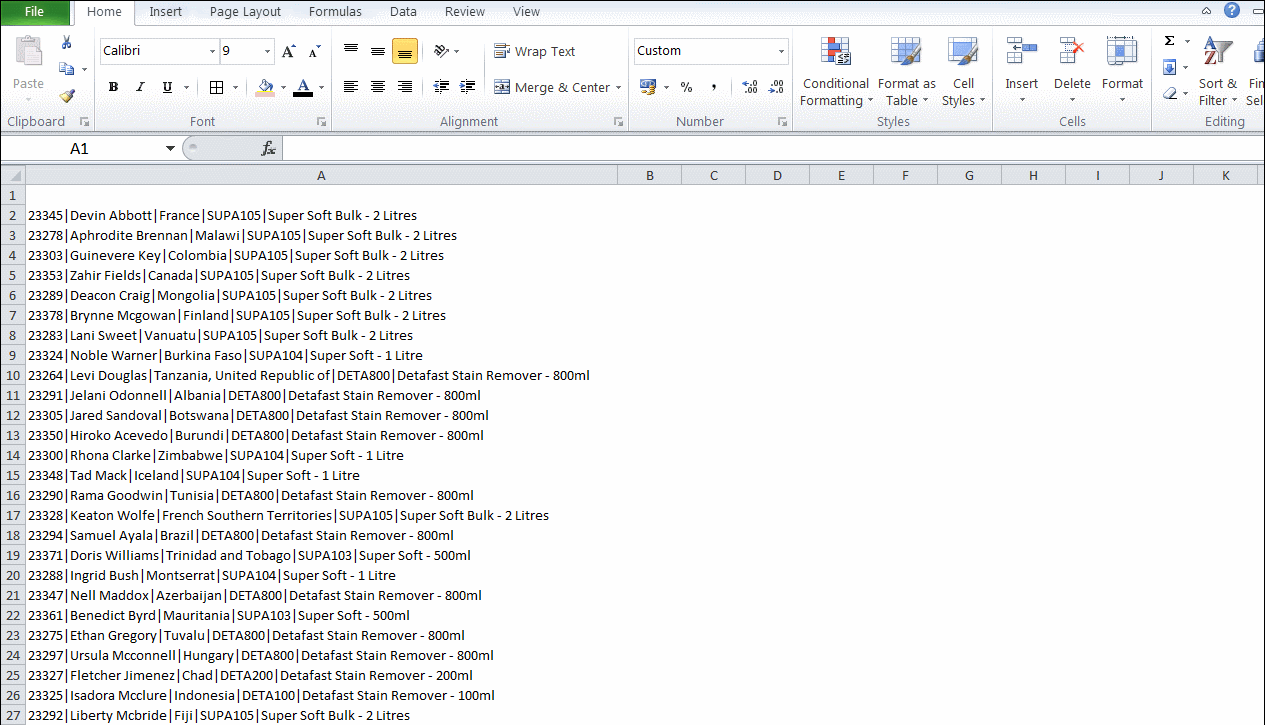 File Home Insert Page Layout Formulas Data Review View
Calibri 9 A A Wrap Text Custom
Paste B I U A Merge & Center % , .00 .0 Conditional Formatting Format as Table Cell Styles Insert Delete Format Σ Sort & Filter
Clipboard Font Alignment Number Styles Cells Editing
A1 fx
A B C D E F G H I J K
1
2 23345|Devin Abbott|France|SUPA105|Super Soft Bulk - 2 Litres
3 23278|Aphrodite Brennan|Malawi|SUPA105|Super Soft Bulk - 2 Litres
4 23303|Guinevere Key|Colombia|SUPA105|Super Soft Bulk - 2 Litres
5 23353|Zahir Fields|Canada|SUPA105|Super Soft Bulk - 2 Litres
6 23289|Deacon Craig|Mongolia|SUPA105|Super Soft Bulk - 2 Litres
7 23378|Brynne Mcgowan|Finland|SUPA105|Super Soft Bulk - 2 Litres
8 23283|Lani Sweet|Vanuatu|SUPA105|Super Soft Bulk - 2 Litres
9 23324|Noble Warner|Burkina Faso|SUPA104|Super Soft - 1 Litre
10 23264|Levi Douglas|Tanzania, United Republic of|DETA800|Detafast Stain Remover - 800ml
11 23291|Jelani Odonnell|Albania|DETA800|Detafast Stain Remover - 800ml
12 23305|Jared Sandoval|Botswana|DETA800|Detafast Stain Remover - 800ml
13 23350|Hiroko Acevedo|Burundi|DETA800|Detafast Stain Remover - 800ml
14 23300|Rhona Clarke|Zimbabwe|SUPA104|Super Soft - 1 Litre
15 23348|Tad Mack|Iceland|SUPA104|Super Soft - 1 Litre
16 23290|Rama Goodwin|Tunisia|DETA800|Detafast Stain Remover - 800ml
17 23328|Keaton Wolfe|French Southern Territories|SUPA105|Super Soft Bulk - 2 Litres
18 23294|Samuel Ayala|Brazil|DETA800|Detafast Stain Remover - 800ml
19 23371|Doris Williams|Trinidad and Tobago|SUPA103|Super Soft - 500ml
20 23288|Ingrid Bush|Montserrat|SUPA104|Super Soft - 1 Litre
21 23347|Nell Maddox|Azerbaijan|DETA800|Detafast Stain Remover - 800ml
22 23361|Benedict Byrd|Mauritania|SUPA103|Super Soft - 500ml
23 23275|Ethan Gregory|Tuvalu|DETA800|Detafast Stain Remover - 800ml
24 23297|Ursula Mcconnell|Hungary|DETA800|Detafast Stain Remover - 800ml
25 23327|Fletcher Jimenez|Chad|DETA200|Detafast Stain Remover - 200ml
26 23325|Isadora Mcclure|Indonesia|DETA100|Detafast Stain Remover - 100ml
27 23292|Liberty Mcbride|Fiji|SUPA105|Super Soft Bulk - 2 Litres